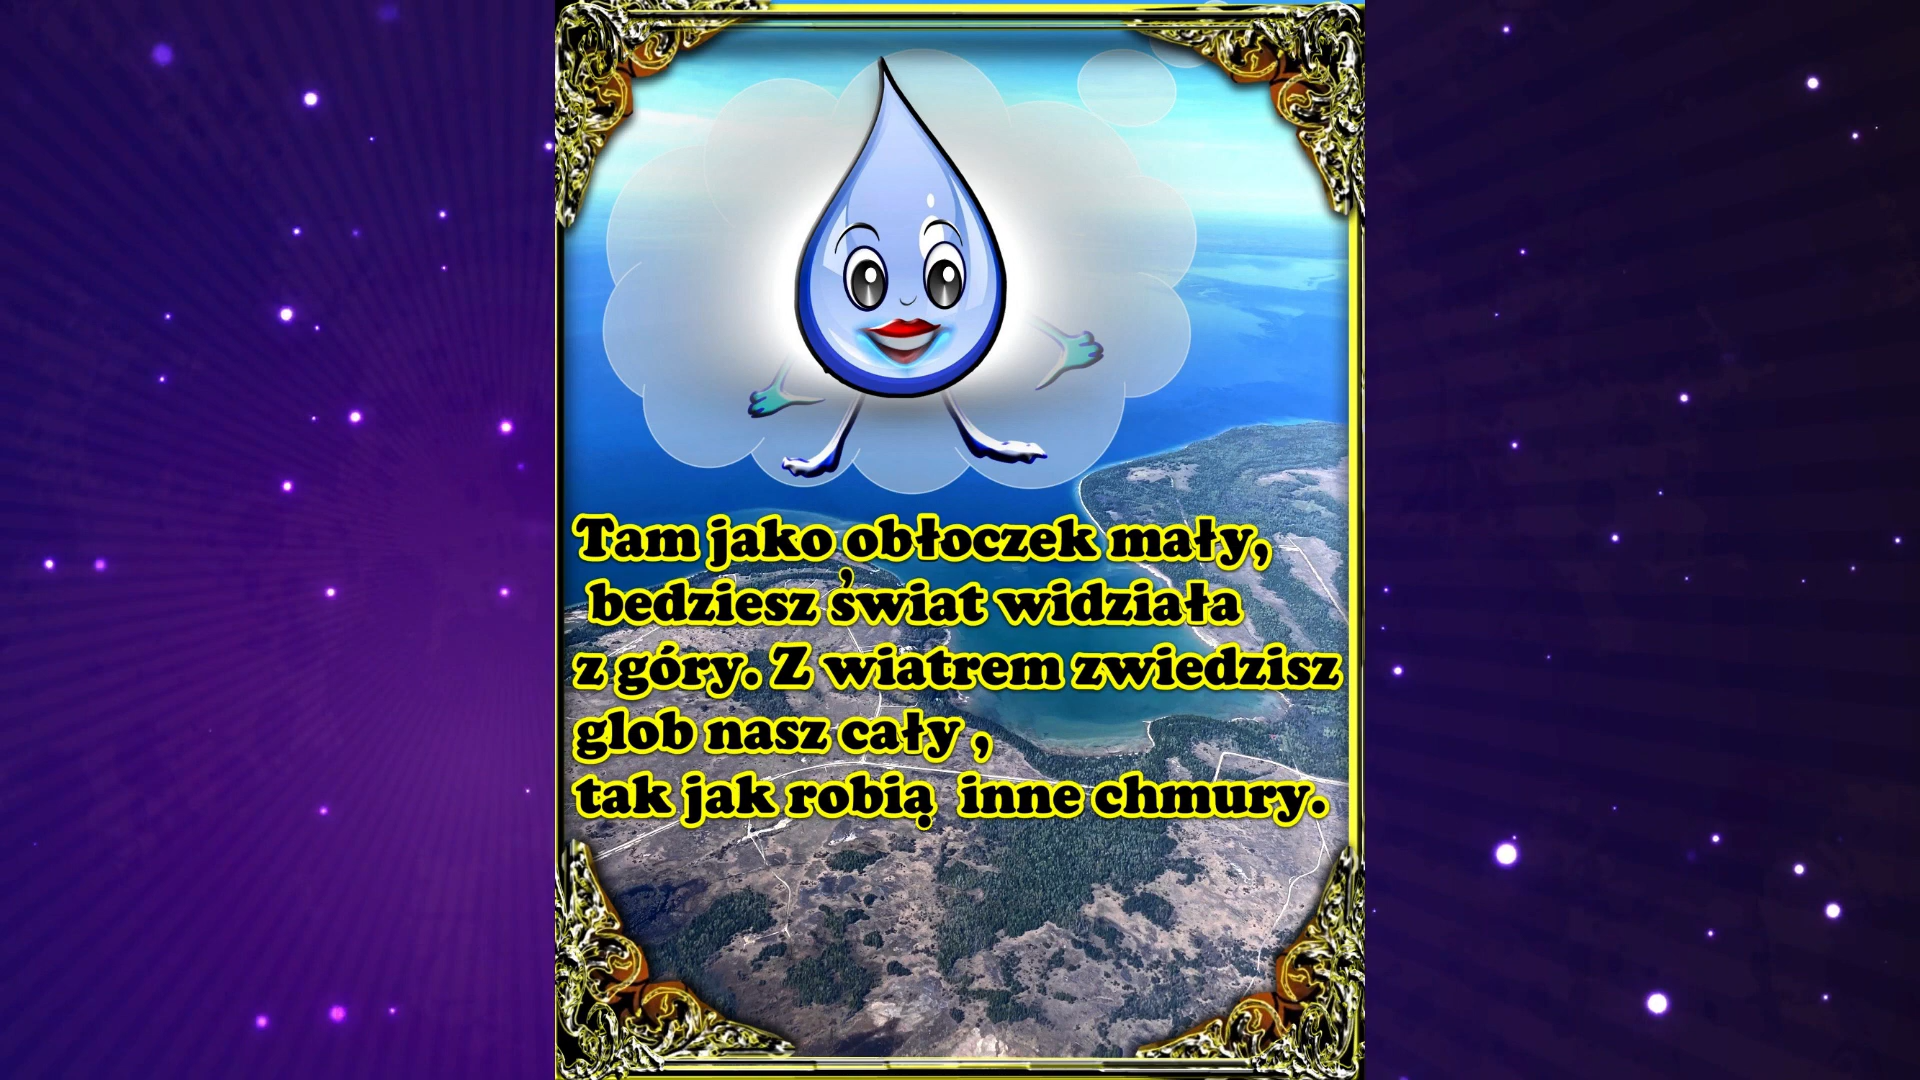 Tam jako obłoczek mały,
bedziesz świat widziała
z góry. Z wiatrem zwiedzisz
glob nasz cały ,
tak jak robią inne chmury.